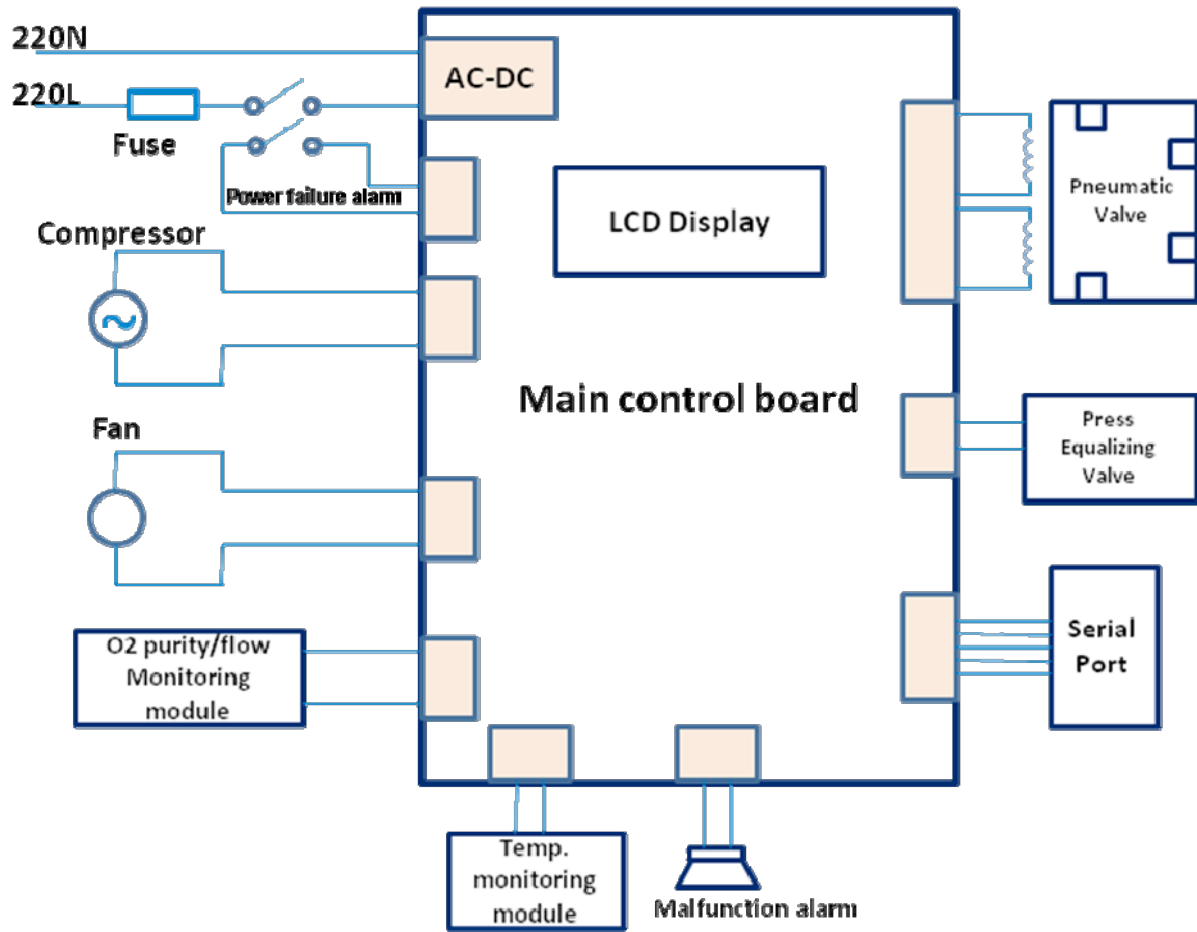 220N
AC-DC
220L
Fuse
Power failure alarm
LCD Display
Pneumatic
Valve
Compressor
Main control board
Fan
Press
Equalizing
Valve
O2 purity/flow
Monitoring
module
Serial
Port
Temp.
monitoring
module
Malfunction alarm